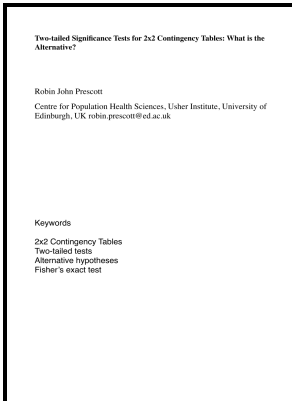 Two-tailed Significance Tests for 2x2 Contingency Tables: What is the
Alternative?
Robin John Prescott
Centre for Population Health Sciences, Usher Institute, University of
Edinburgh, UK robin.prescott@ed.ac.uk
Keywords
2x2 Contingency Tables
Two-tailed tests
Alternative hypotheses
Fisher's exact test